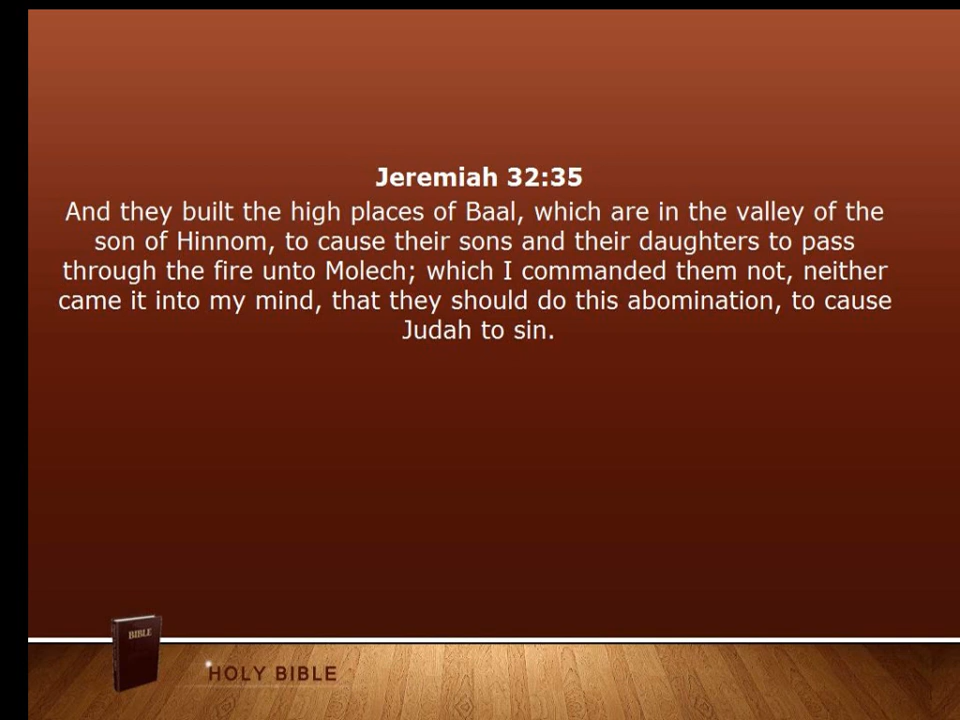 Jeremiah 32:35
And they built the high places of Baal, which are in the valley of the
son of Hinnom, to cause their sons and their daughters to pass
through the fire unto Molech; which I commanded them not, neither
came it into my mind, that they should do this abomination, to cause
Judah to sin.
BIBLE
HOLY BIBLE